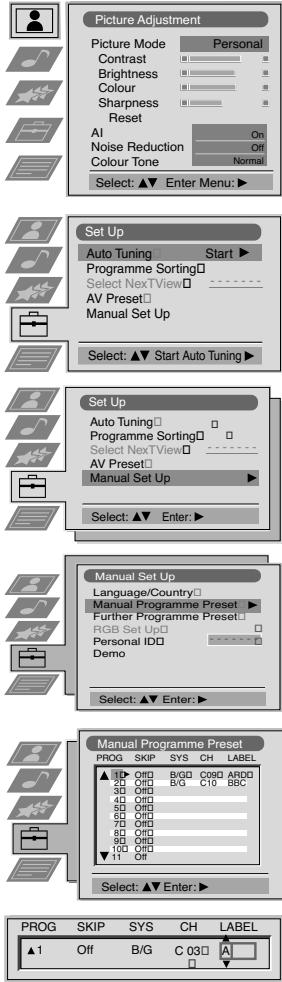 Picture Adjustment
Picture Mode Personal
Contrast
Brightness
Colour
Sharpness
Reset
AI On
Noise Reduction Off
Colour Tone Normal
Select: ▲▼ Enter Menu: ▶
Set Up
Auto Tuning□ Start ▶
Programme Sorting□
Select NexTView□ - - - - - - -
AV Preset□
Manual Set Up
Select: ▲▼ Start Auto Tuning ▶
Set Up
Auto Tuning□ □
Programme Sorting□ □
Select NexTView□ - - - - - - -
AV Preset□
Manual Set Up ▶
Select: ▲▼ Enter: ▶
Manual Set Up
Language/Country□
Manual Programme Preset□ ▶
Further Programme Preset□
RGB Set Up□ □
Personal ID□ - - - - - - -□
Demo
Select: ▲▼ Enter: ▶
Manual Programme Preset
PROG SKIP SYS CH LABEL
▲ 1□▶ Off□ B/G□ C09□ ARD□
2□ Off□ B/G C10 BBC
3□ Off□
4□ Off□
5□ Off□
6□ Off□
7□ Off□
8□ Off□
9□ Off□
10□ Off□
▼ 11 Off
Select: ▲▼ Enter: ▶
PROG SKIP SYS CH LABEL
▲1 Off B/G C 03□ A
□